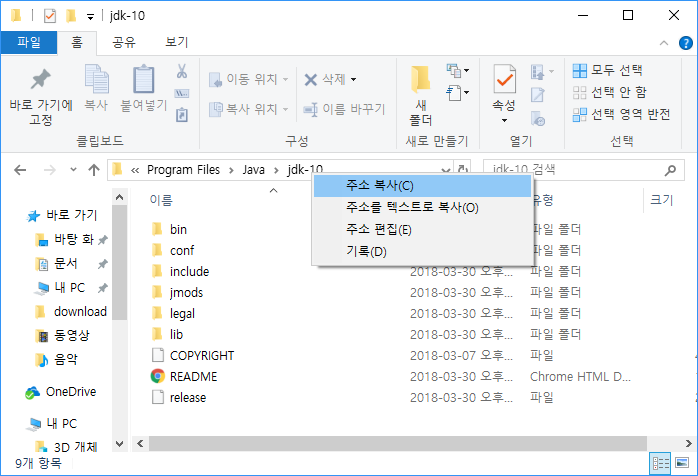 jdk-10
파일 홈 공유 보기
바로 가기에 고정
복사
붙여넣기
클립보드
이동 위치
복사 위치
삭제
이름 바꾸기
구성
새 폴더
새로 만들기
속성
열기
모두 선택
선택 안 함
선택 영역 반전
선택
« Program Files › Java › jdk-10
jdk-10 검색
주소 복사(C)
주소를 텍스트로 복사(O)
주소 편집(E)
기록(D)
바로 가기
바탕 화
문서
내 PC
download
동영상
음악
OneDrive
내 PC
3D 개체
이름 유형 크기
bin 파일 폴더
conf 파일 폴더
include 2018-03-30 오후... 파일 폴더
jmods 2018-03-30 오후... 파일 폴더
legal 2018-03-30 오후... 파일 폴더
lib 2018-03-30 오후... 파일 폴더
COPYRIGHT 2018-03-07 오후... 파일
README 2018-03-30 오후... Chrome HTML D...
release 2018-03-30 오후... 파일
9개 항목